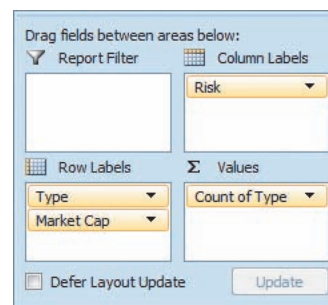 Drag fields between areas below:
Report Filter
Column Labels
Risk
Row Labels
Σ Values
Type
Count of Type
Market Cap
Defer Layout Update
Update